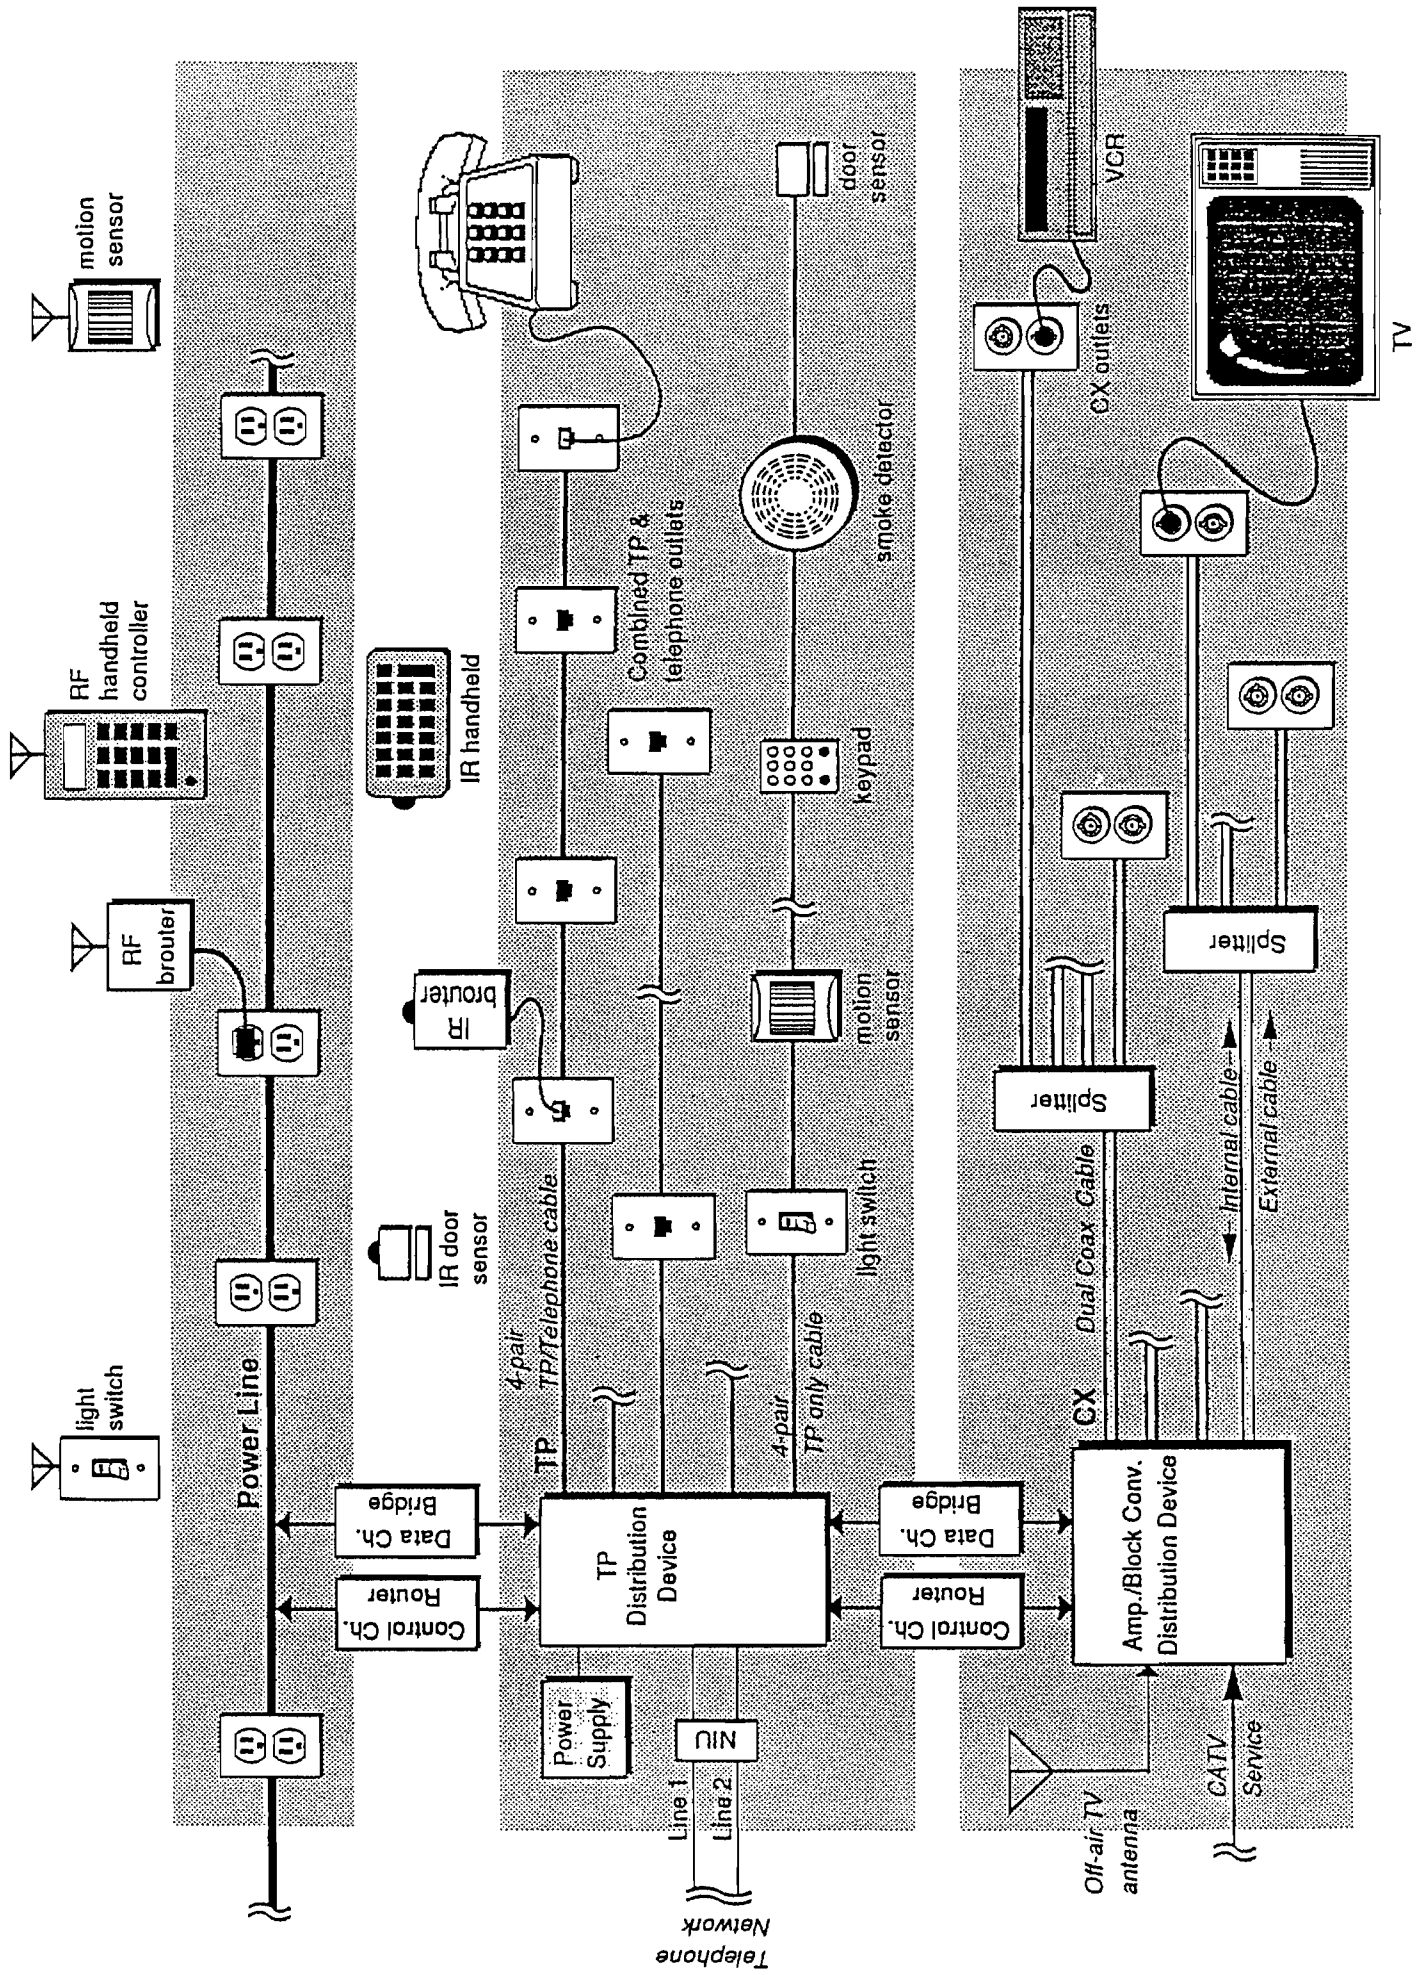 light
switch
RF
brouter
RF
handheld
controller
motion
sensor
Power Line
Control Ch.
Router
Data Ch.
Bridge
IR door
sensor
IR
brouter
IR handheld
Power
Supply
TP
Distribution
Device
TP
4-pair
TP/Telephone cable
Combined TP &
telephone outlets
Telephone
Network
Line 1
Line 2
NIU
4-pair
TP only cable
light switch
motion
sensor
keypad
smoke detector
door
sensor
Control Ch.
Router
Data Ch.
Bridge
Off-air TV
antenna
CATV
Service
Amp./Block Conv.
Distribution Device
CX
Dual Coax Cable
Splitter
Internal cable
External cable
Splitter
CX outlets
VCR
TV